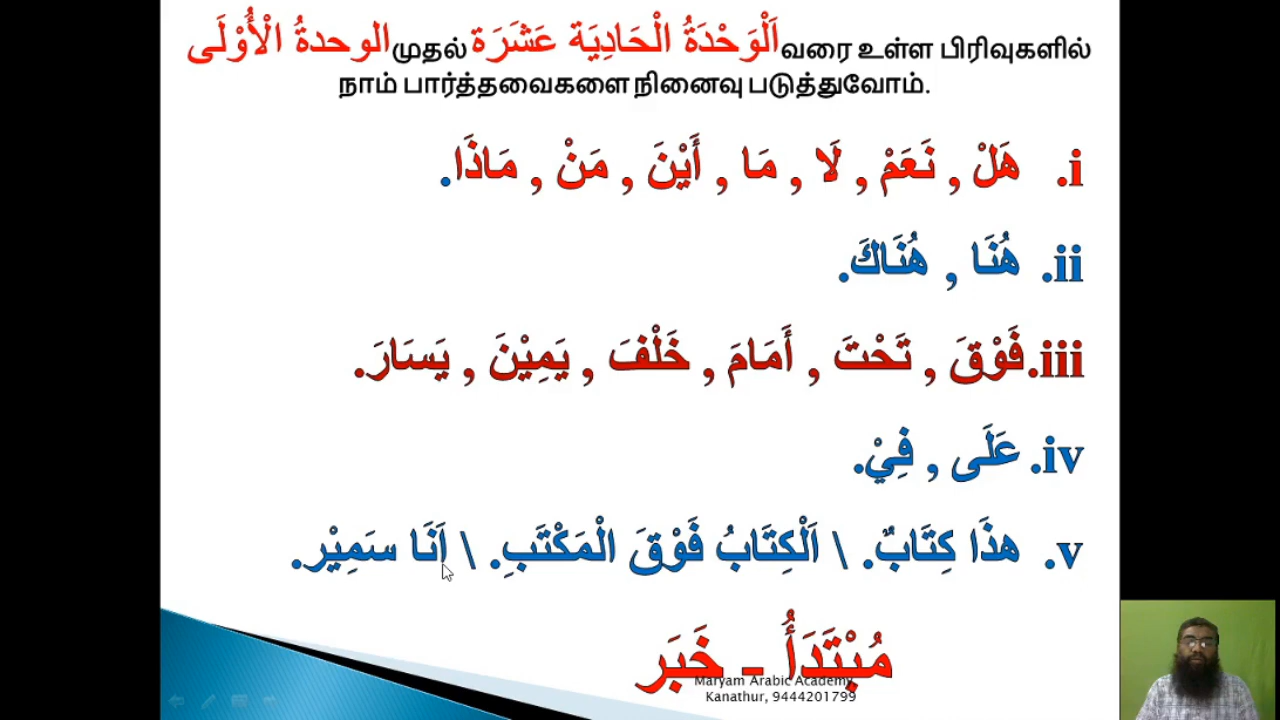 الوحدةُ الْأُوْلَى முதல் اَلْوَحْدَةُ الْحَادِيَة عَشَرَة வரை உள்ள பிரிவுகளில்
நாம் பார்த்தவைகளை நினைவு படுத்துவோம்.
i. هَلْ , نَعَمْ , لَا , مَا , أَيْنَ , مَنْ , مَاذَا.
ii. هُنَا , هُنَاكَ.
iii. فَوْقَ , تَحْتَ , أَمَامَ , خَلْفَ , يَمِيْنَ , يَسَارَ.
iv. عَلَى , فِيْ.
v. هذَا كِتَابٌ. \ اَلْكِتَابُ فَوْقَ الْمَكْتَبِ. \ اَنَا سَمِيْر.
مُبْتَدَأُ - خَبَر
Maryam Arabic Academy,
Kanathur, 9444201799